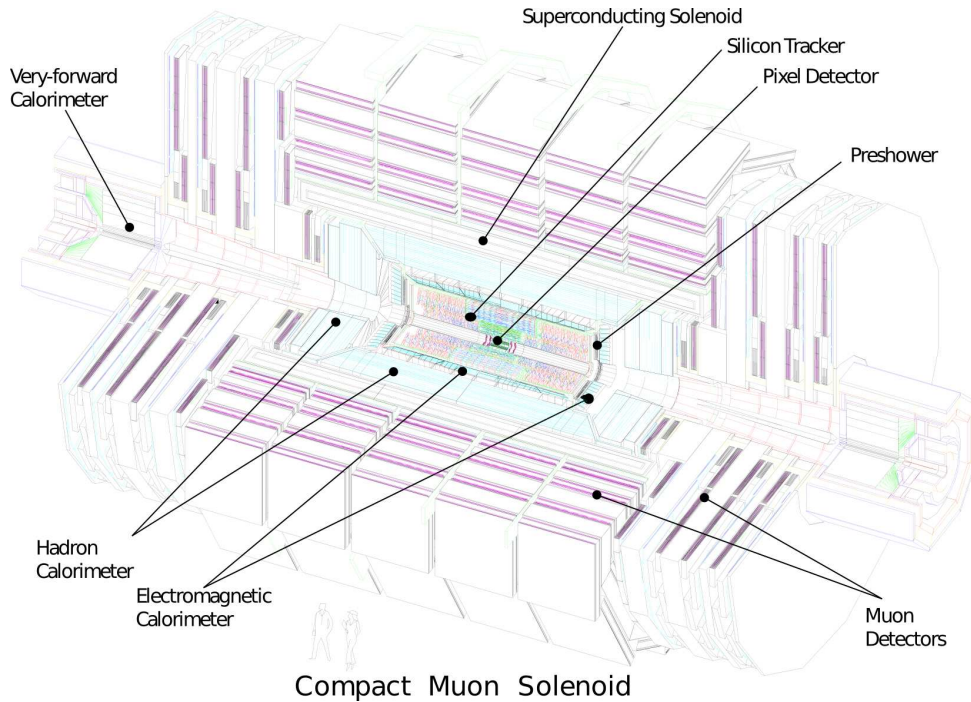 Superconducting Solenoid
Silicon Tracker
Pixel Detector
Very-forward
Calorimeter
Preshower
Hadron
Calorimeter
Electromagnetic
Calorimeter
Muon
Detectors
Compact Muon Solenoid